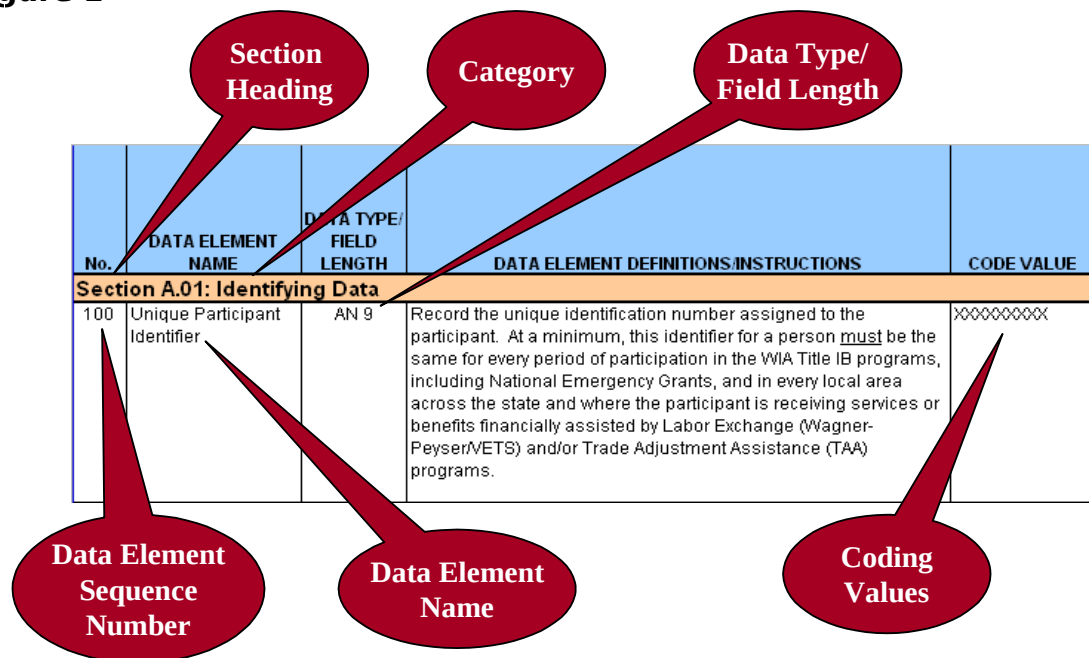 Section
Heading
Category
Data Type/
Field Length
No.
DATA ELEMENT
NAME
DATA TYPE/
FIELD
LENGTH
DATA ELEMENT DEFINITIONS/INSTRUCTIONS
CODE VALUE
Section A.01: Identifying Data
100
Unique Participant
Identifier
AN 9
Record the unique identification number assigned to the
participant. At a minimum, this identifier for a person must be the
same for every period of participation in the WIA Title IB programs,
including National Emergency Grants, and in every local area
across the state and where the participant is receiving services or
benefits financially assisted by Labor Exchange (Wagner-
Peyser/VETS) and/or Trade Adjustment Assistance (TAA)
programs.
XXXXXXXXX
Data Element
Sequence
Number
Data Element
Name
Coding
Values